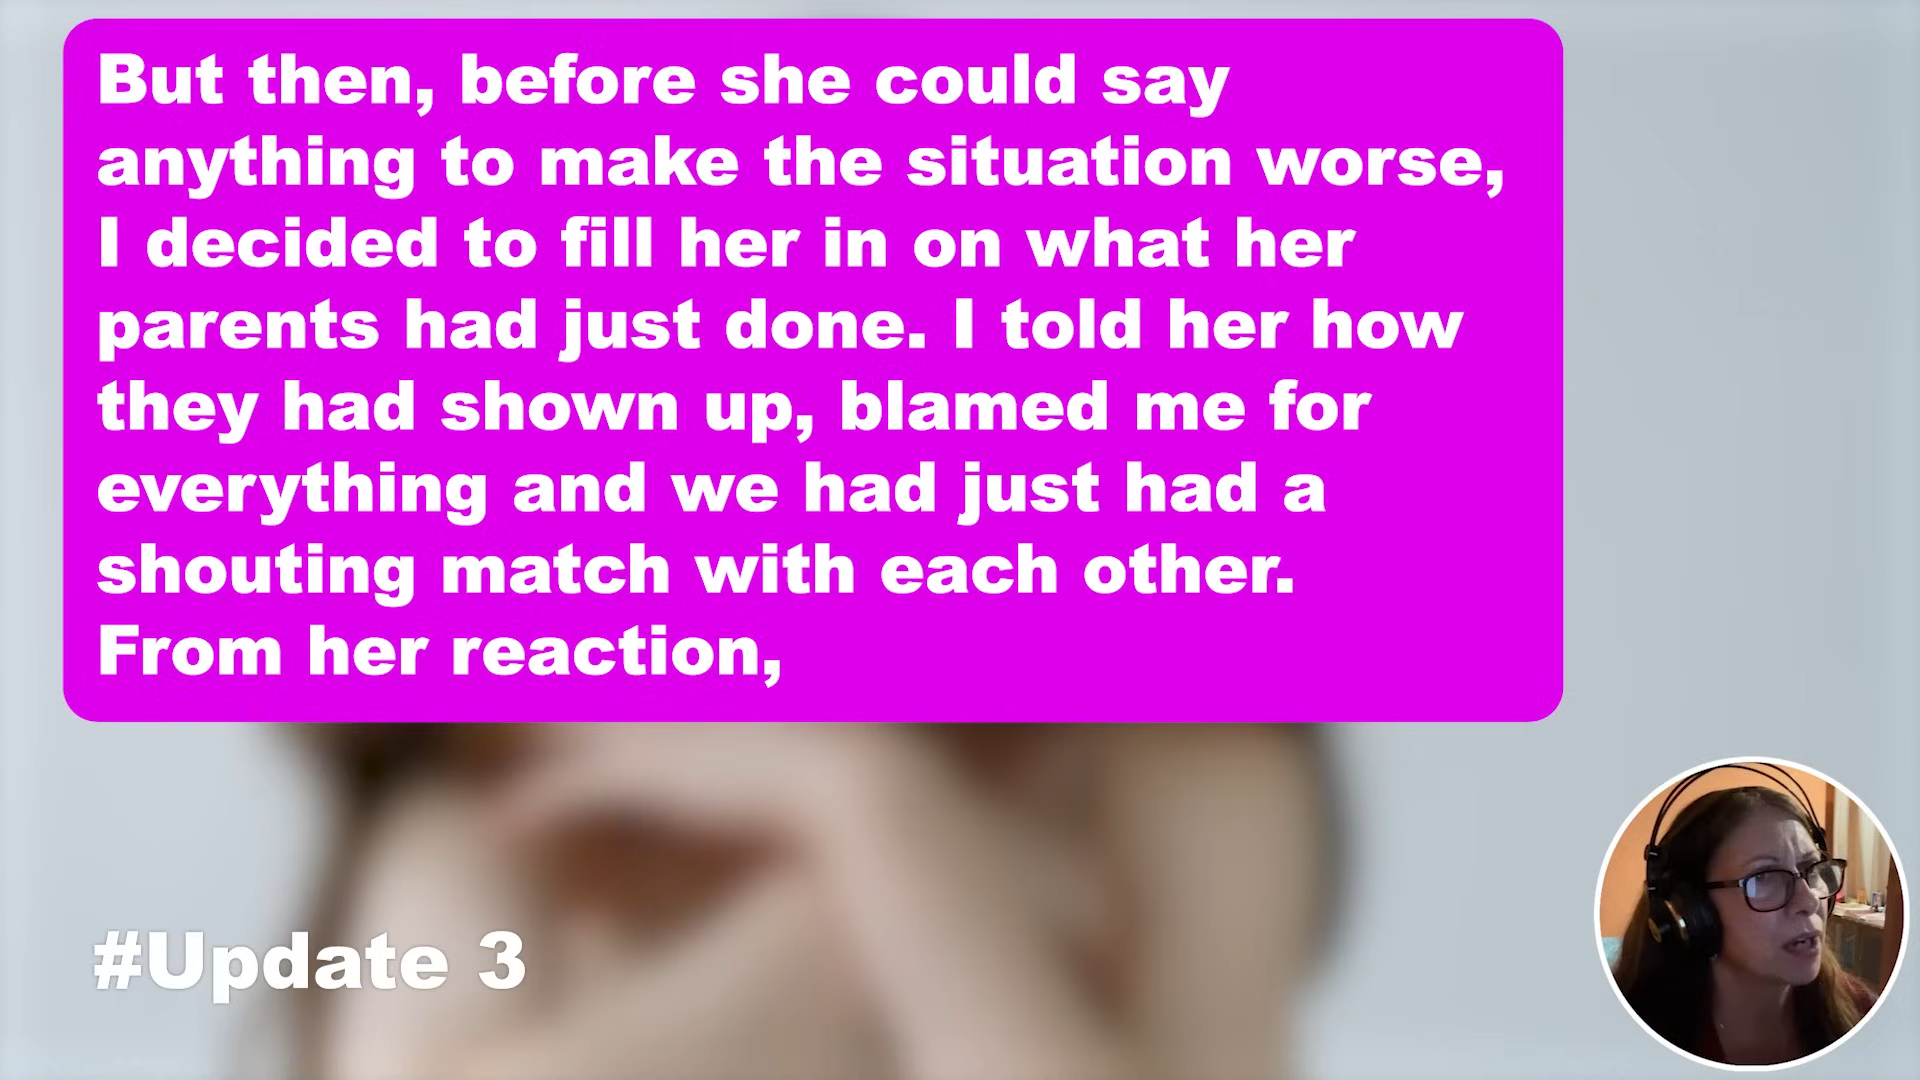 But then, before she could say
anything to make the situation worse,
I decided to fill her in on what her
parents had just done. I told her how
they had shown up, blamed me for
everything and we had just had a
shouting match with each other.
From her reaction,
#Update 3